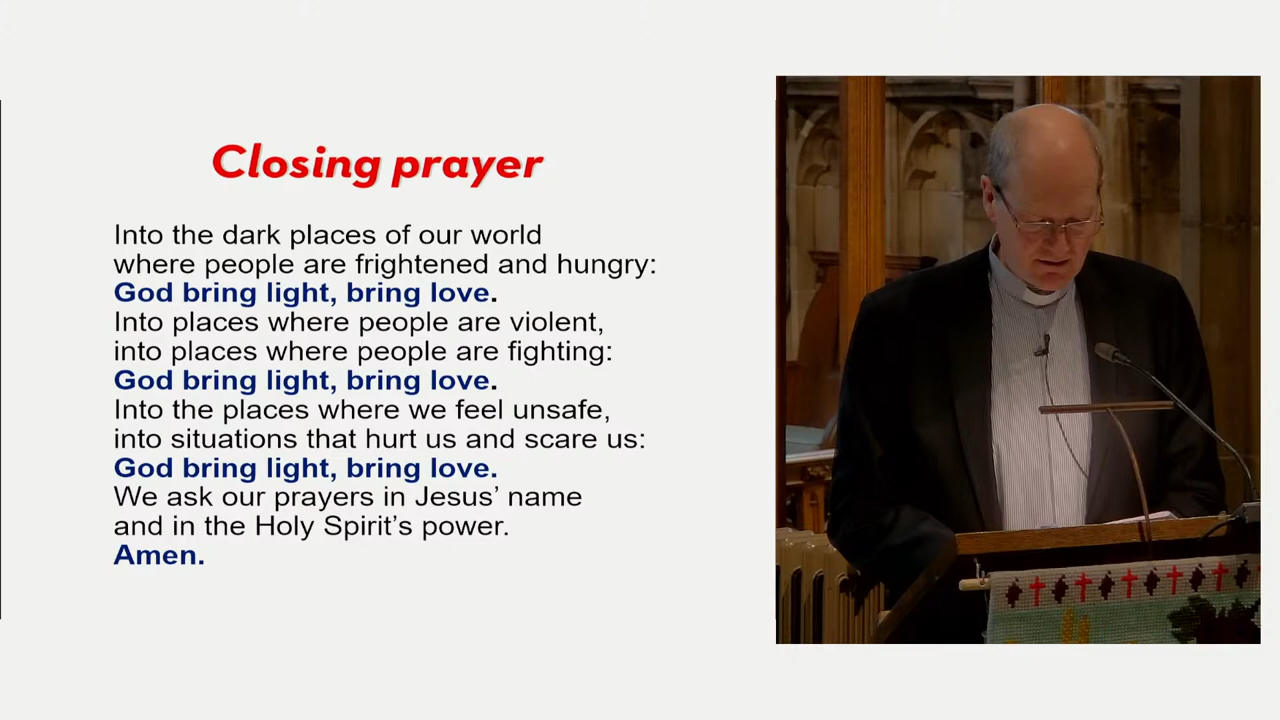 Closing prayer
Into the dark places of our world
where people are frightened and hungry:
God bring light, bring love.
Into places where people are violent,
into places where people are fighting:
God bring light, bring love.
Into the places where we feel unsafe,
into situations that hurt us and scare us:
God bring light, bring love.
We ask our prayers in Jesus’ name
and in the Holy Spirit’s power.
Amen.